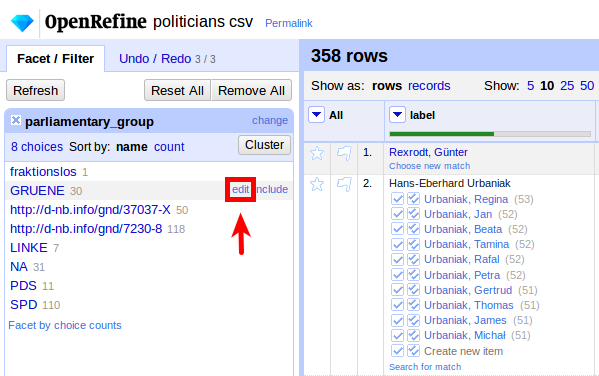 OpenRefine politicians csv Permalink
Facet / Filter Undo / Redo 3 / 3
Refresh Reset All Remove All
parliamentary_group change
8 choices Sort by: name count Cluster
fraktionslos 1
GRUENE 30 edit include
http://d-nb.info/gnd/37037-X 50
http://d-nb.info/gnd/7230-8 118
LINKE 7
NA 31
PDS 11
SPD 110
Facet by choice counts
358 rows
Show as: rows records Show: 5 10 25 50
All label
1. Rexrodt, Günter
Choose new match
2. Hans-Eberhard Urbaniak
Urbaniak, Regina (53)
Urbaniak, Jan (52)
Urbaniak, Beata (52)
Urbaniak, Tamina (52)
Urbaniak, Rafal (52)
Urbaniak, Petra (52)
Urbaniak, Gertrud (51)
Urbaniak, Thomas (51)
Urbaniak, James (51)
Urbaniak, Michał (51)
Create new item
Search for match